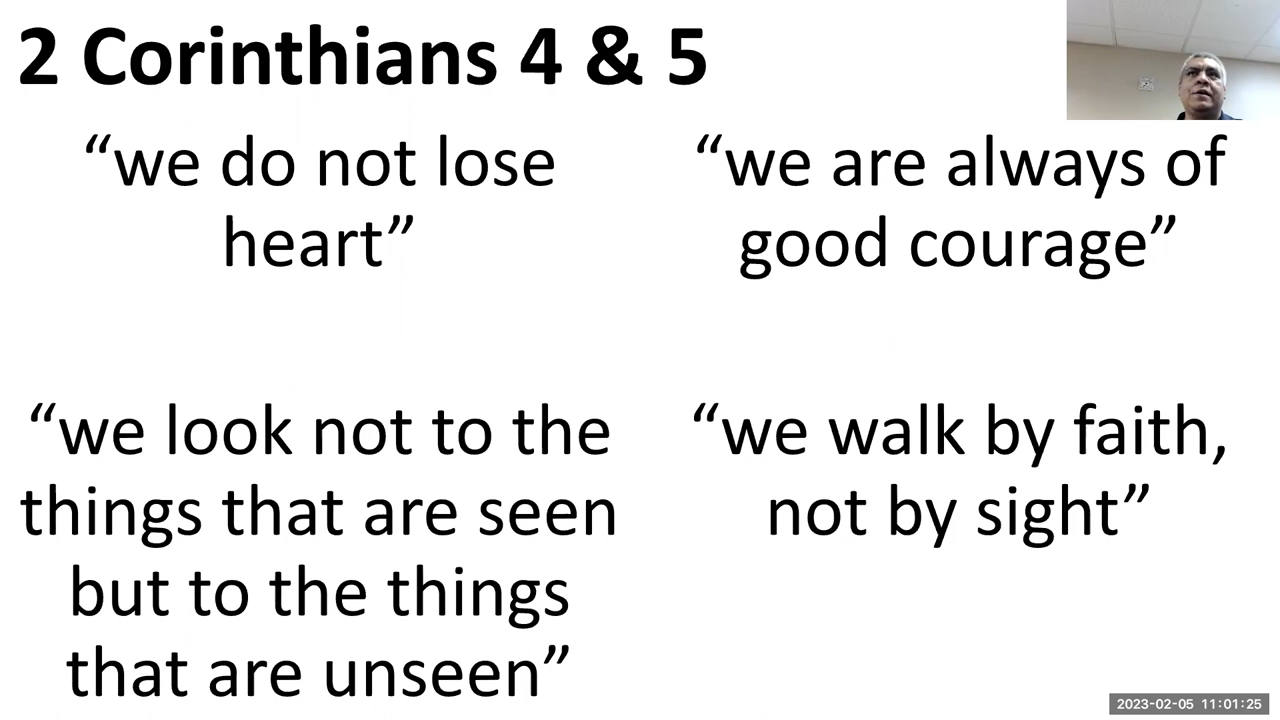 2 Corinthians 4 & 5
“we do not lose
heart”
“we are always of
good courage”
“we look not to the
things that are seen
but to the things
that are unseen”
“we walk by faith,
not by sight”
2023-02-05 11:01:25